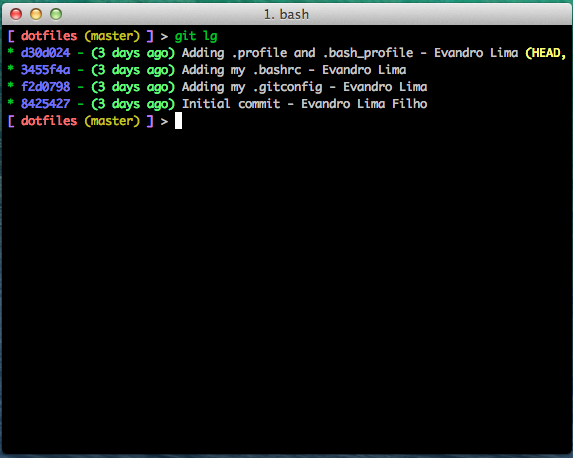 1. bash
[ dotfiles (master) ] > git lg
* d30d024 - (3 days ago) Adding .profile and .bash_profile - Evandro Lima (HEAD,
* 3455f4a - (3 days ago) Adding my .bashrc - Evandro Lima
* f2d0798 - (3 days ago) Adding my .gitconfig - Evandro Lima
* 8425427 - (3 days ago) Initial commit - Evandro Lima Filho
[ dotfiles (master) ] >